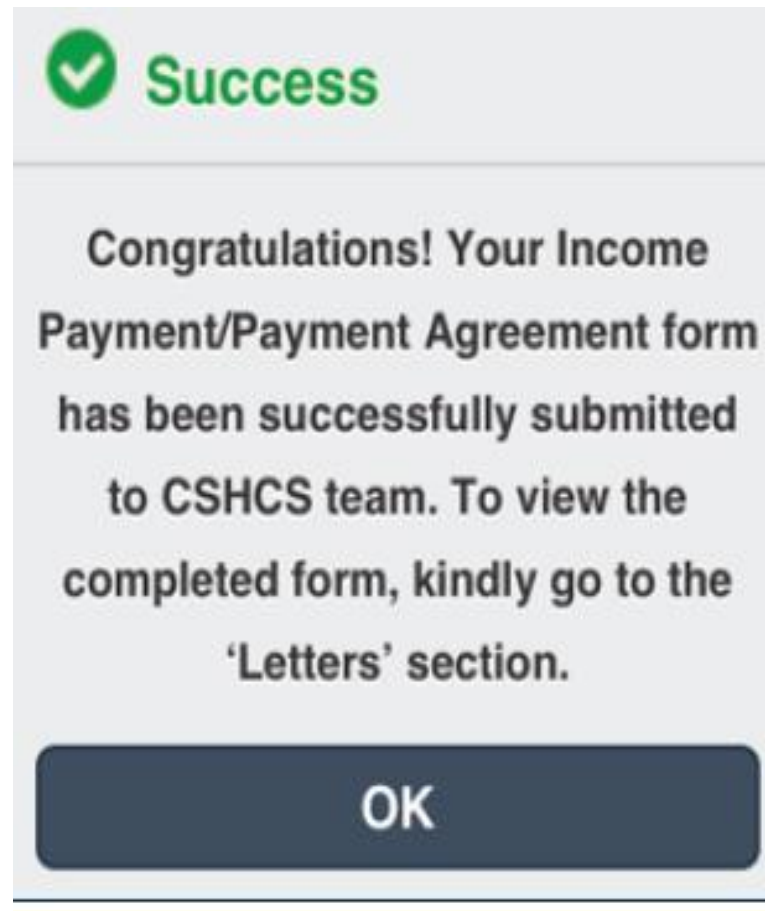 Success
Congratulations! Your Income
Payment/Payment Agreement form
has been successfully submitted
to CSHCS team. To view the
completed form, kindly go to the
‘Letters’ section.
OK